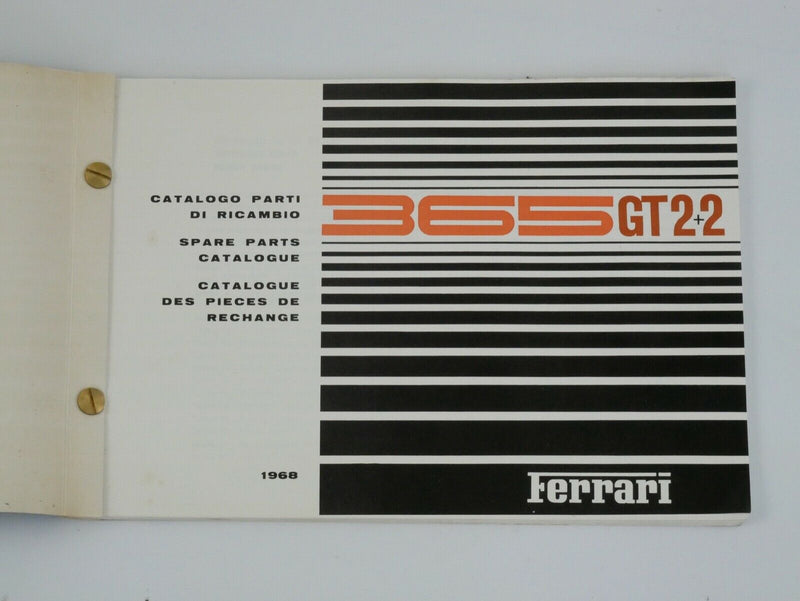 CATALOGO PARTI
DI RICAMBIO
SPARE PARTS
CATALOGUE
CATALOGUE
DES PIECES DE
RECHANGE
1968
365 GT 2+2
Ferrari